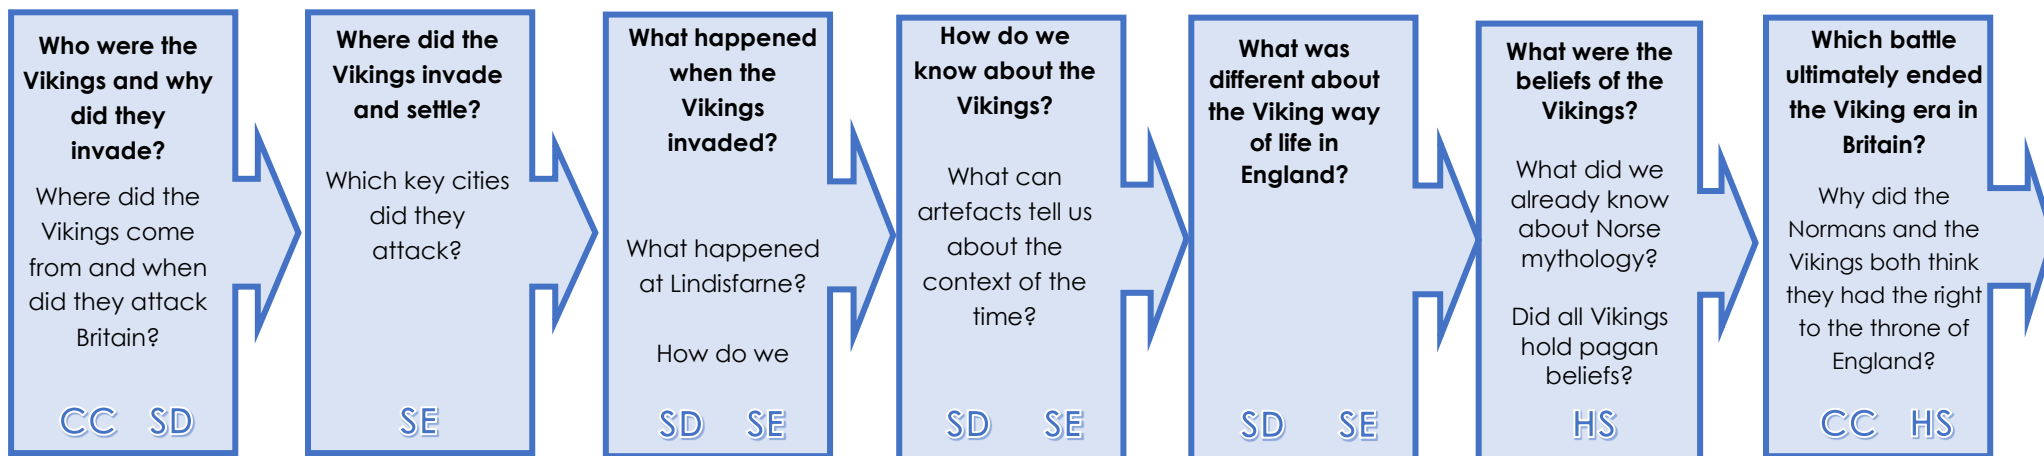 Who were the
Vikings and why
did they
invade?
Where did the
Vikings come
from and when
did they attack
Britain?
CC SD
Where did the
Vikings invade
and settle?
Which key cities
did they
attack?
SE
What happened
when the
Vikings
invaded?
What happened
at Lindisfarne?
How do we
SD SE
How do we
know about the
Vikings?
What can
artefacts tell us
about the
context of the
time?
SD SE
What was
different about
the Viking way
of life in
England?
SD SE
What were the
beliefs of the
Vikings?
What did we
already know
about Norse
mythology?
Did all Vikings
hold pagan
beliefs?
HS
Which battle
ultimately ended
the Viking era in
Britain?
Why did the
Normans and the
Vikings both think
they had the right
to the throne of
England?
CC HS